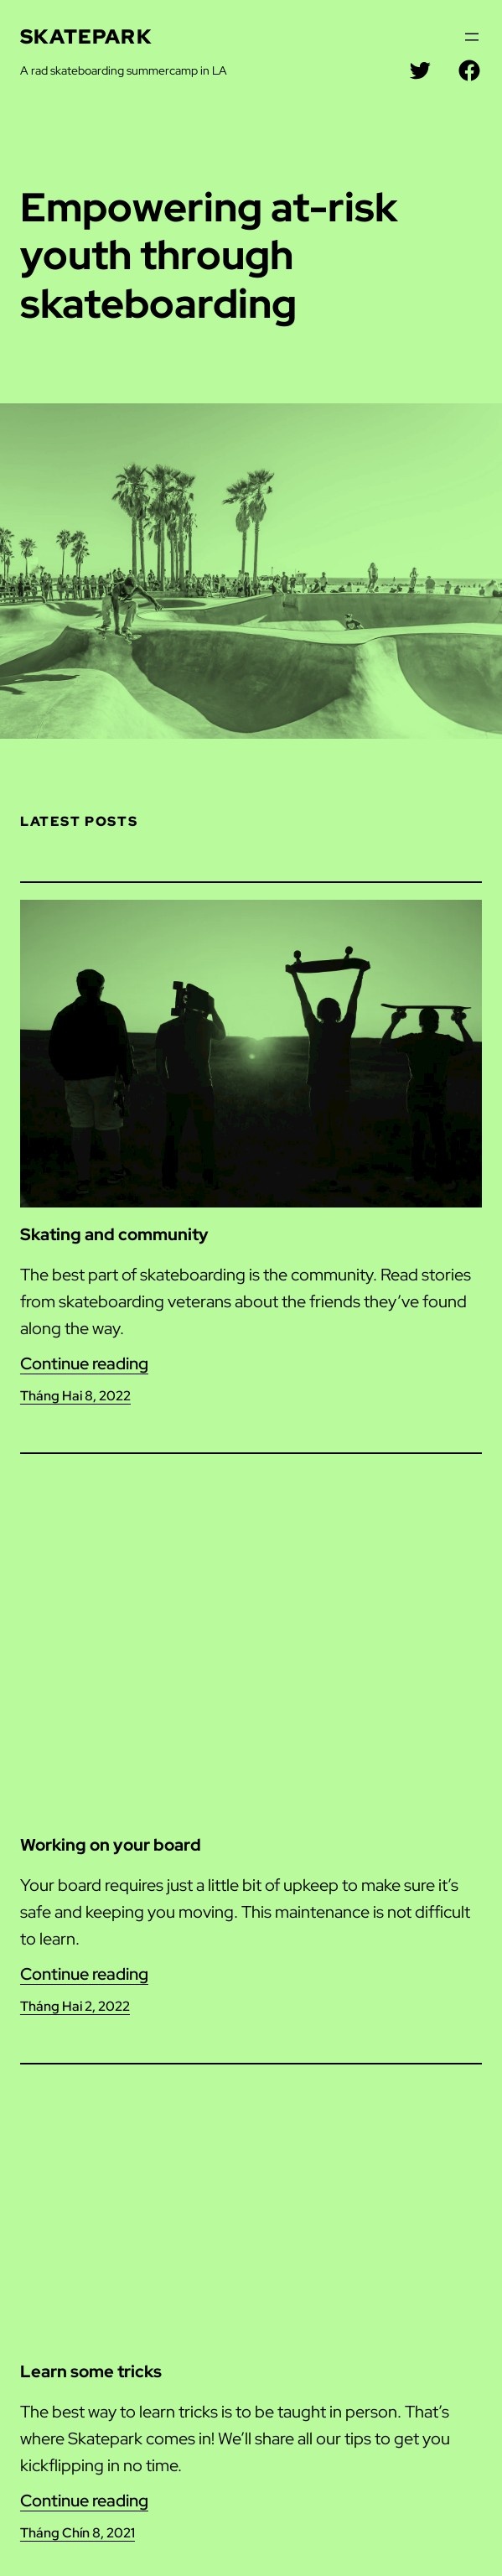 SKATEPARK
A rad skateboarding summercamp in LA
Empowering at-risk
youth through
skateboarding
LATEST POSTS
Skating and community
The best part of skateboarding is the community. Read stories
from skateboarding veterans about the friends they’ve found
along the way.
Continue reading
Tháng Hai 8, 2022
Working on your board
Your board requires just a little bit of upkeep to make sure it’s
safe and keeping you moving. This maintenance is not difficult
to learn.
Continue reading
Tháng Hai 2, 2022
Learn some tricks
The best way to learn tricks is to be taught in person. That’s
where Skatepark comes in! We’ll share all our tips to get you
kickflipping in no time.
Continue reading
Tháng Chín 8, 2021